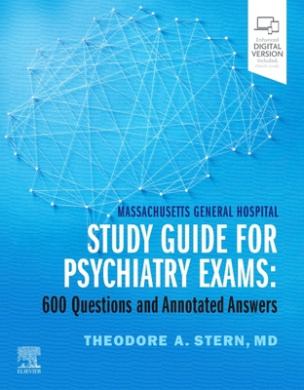 Enhanced
DIGITAL
VERSION
Included.
MASSACHUSETTS GENERAL HOSPITAL
STUDY GUIDE FOR
PSYCHIATRY EXAMS:
600 Questions and Annotated Answers
THEODORE A. STERN, MD
ELSEVIER